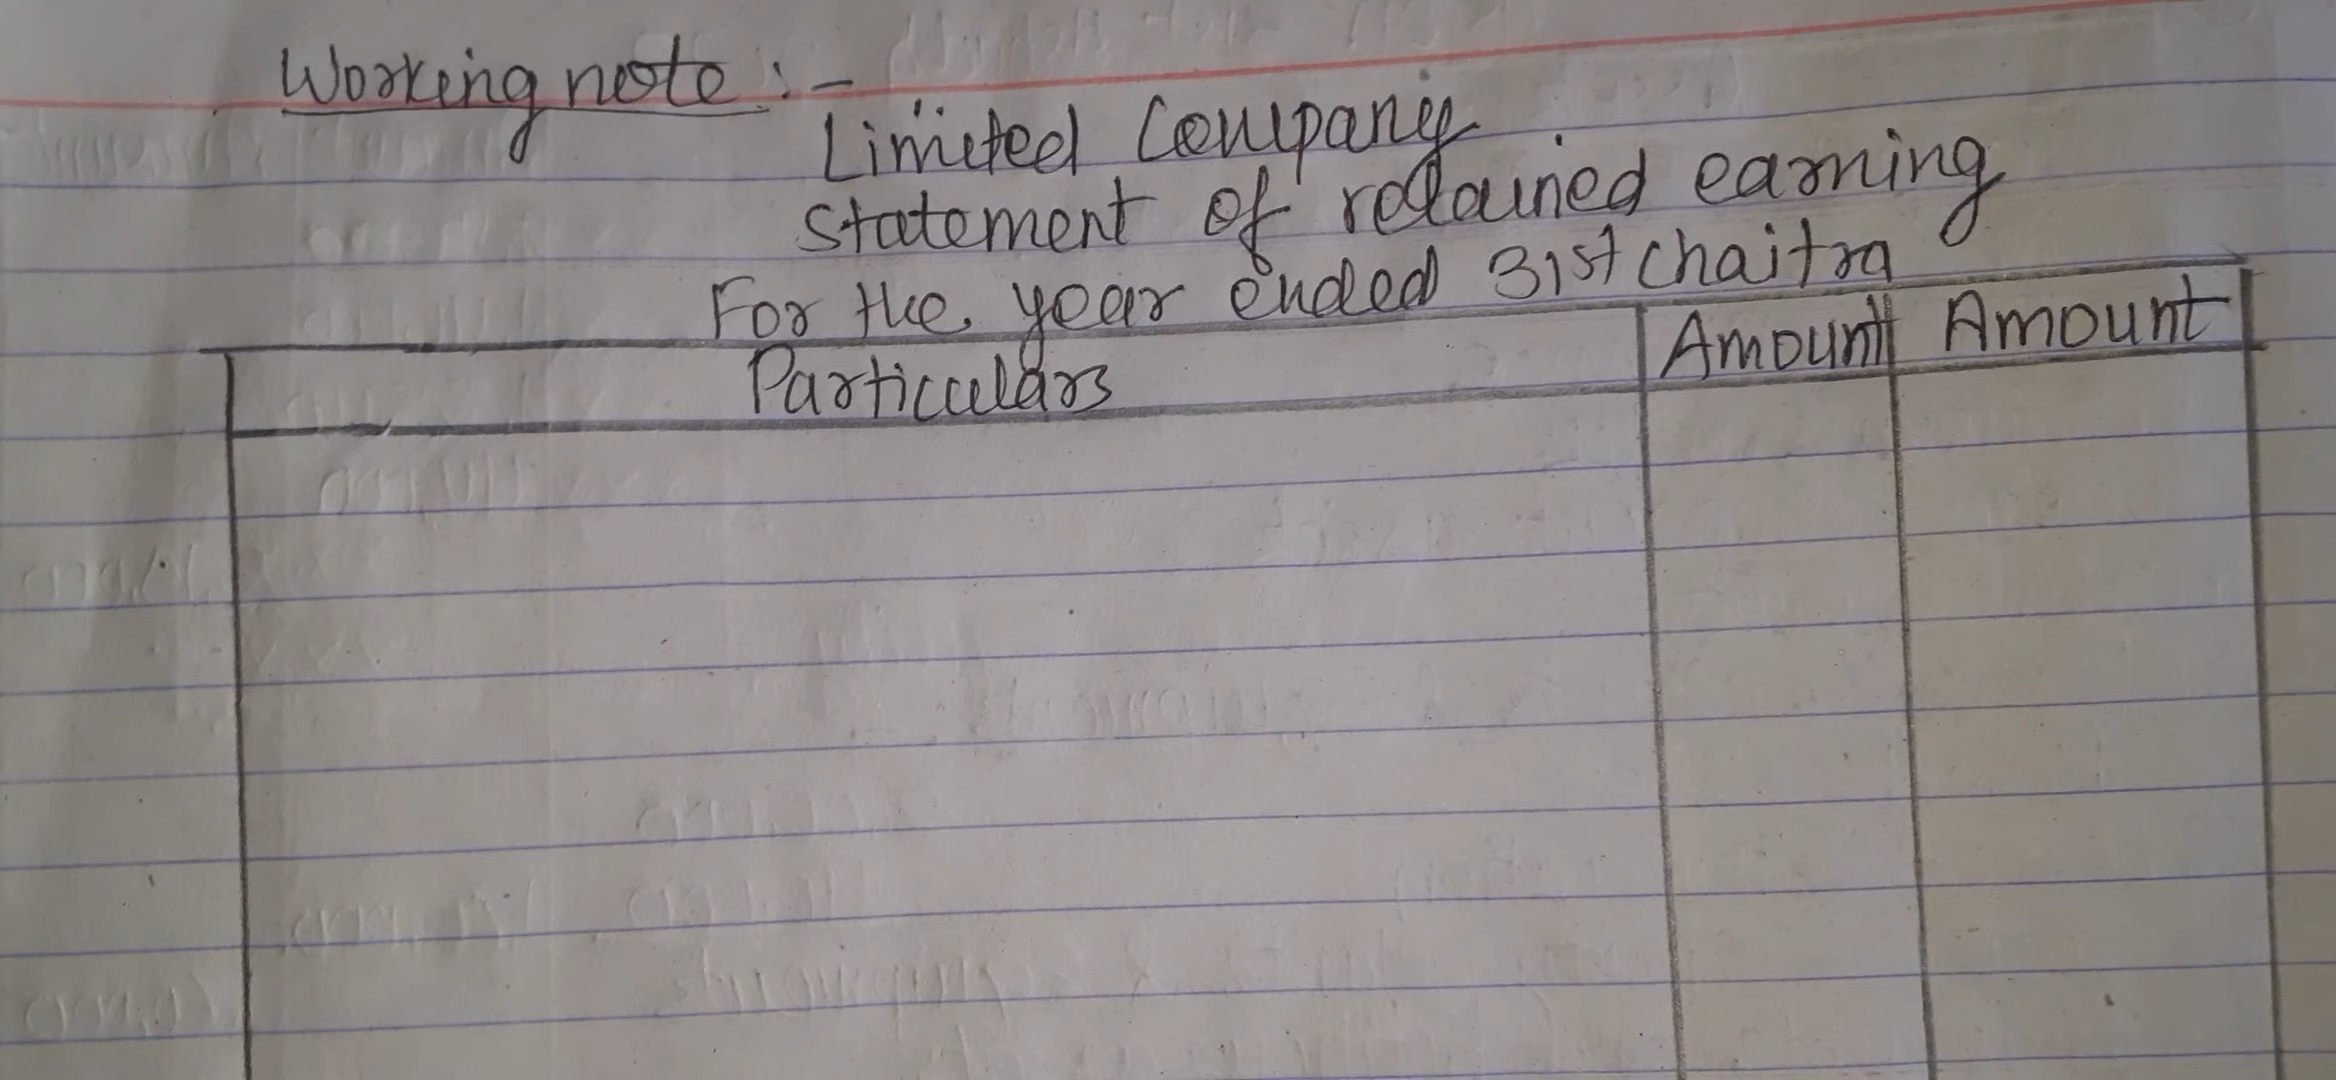 Working note :-
Limited Company
Statement of retained earning
For the year ended 31st chaitra
Particulars Amount Amount